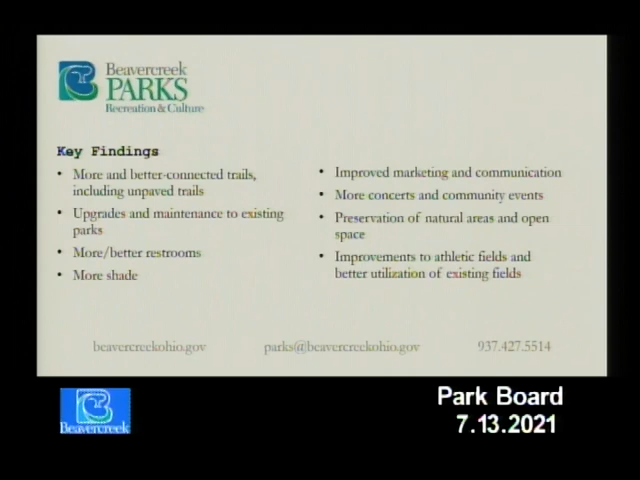 Beavercreek
PARKS
Recreation & Culture
Key Findings
• More and better-connected trails,
including unpaved trails
• Upgrades and maintenance to existing
parks
• More/better restrooms
• More shade
• Improved marketing and communication
• More concerts and community events
• Preservation of natural areas and open
space
• Improvements to athletic fields and
better utilization of existing fields
beavercreekohio.gov
parks@beavercreekohio.gov
937.427.5514
Beavercreek
Park Board
7.13.2021